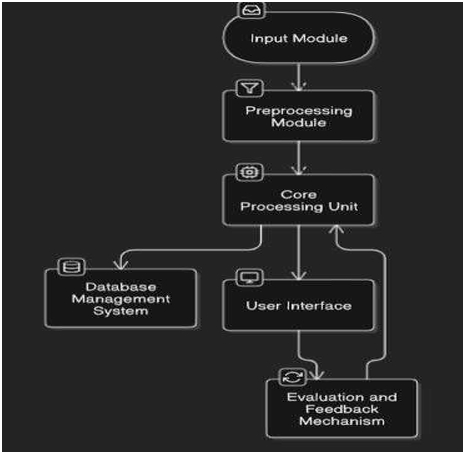 Input Module
Preprocessing
Module
Core
Processing Unit
Database
Management
System
User Interface
Evaluation and
Feedback
Mechanism